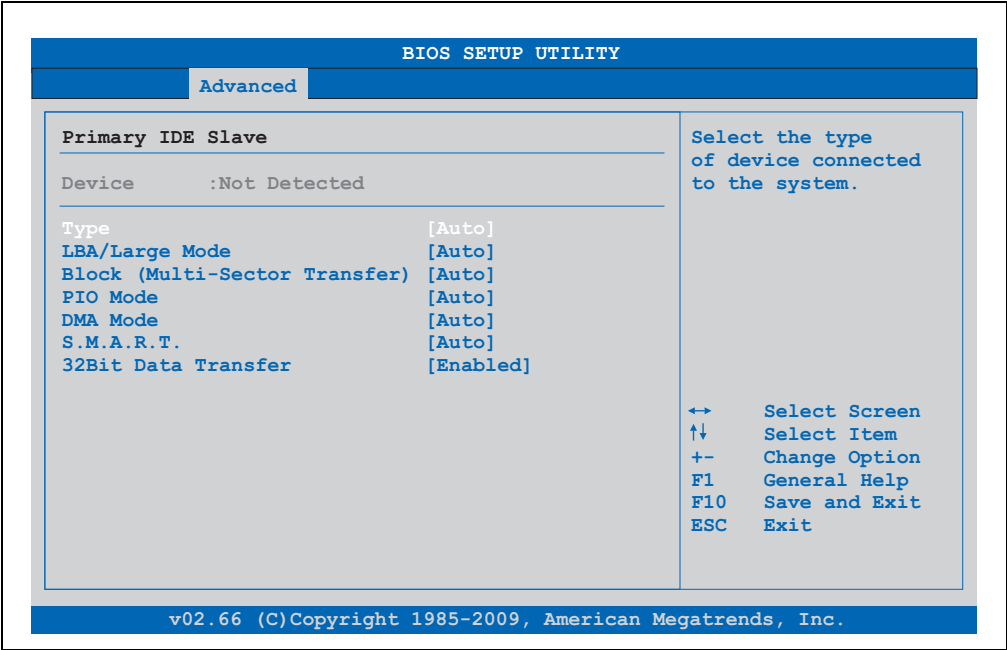 BIOS SETUP UTILITY
Advanced
Primary IDE Slave
Device :Not Detected
Type [Auto]
LBA/Large Mode [Auto]
Block (Multi-Sector Transfer) [Auto]
PIO Mode [Auto]
DMA Mode [Auto]
S.M.A.R.T. [Auto]
32Bit Data Transfer [Enabled]
Select the type
of device connected
to the system.
↔ Select Screen
↑↓ Select Item
+- Change Option
F1 General Help
F10 Save and Exit
ESC Exit
v02.66 (C)Copyright 1985-2009, American Megatrends, Inc.